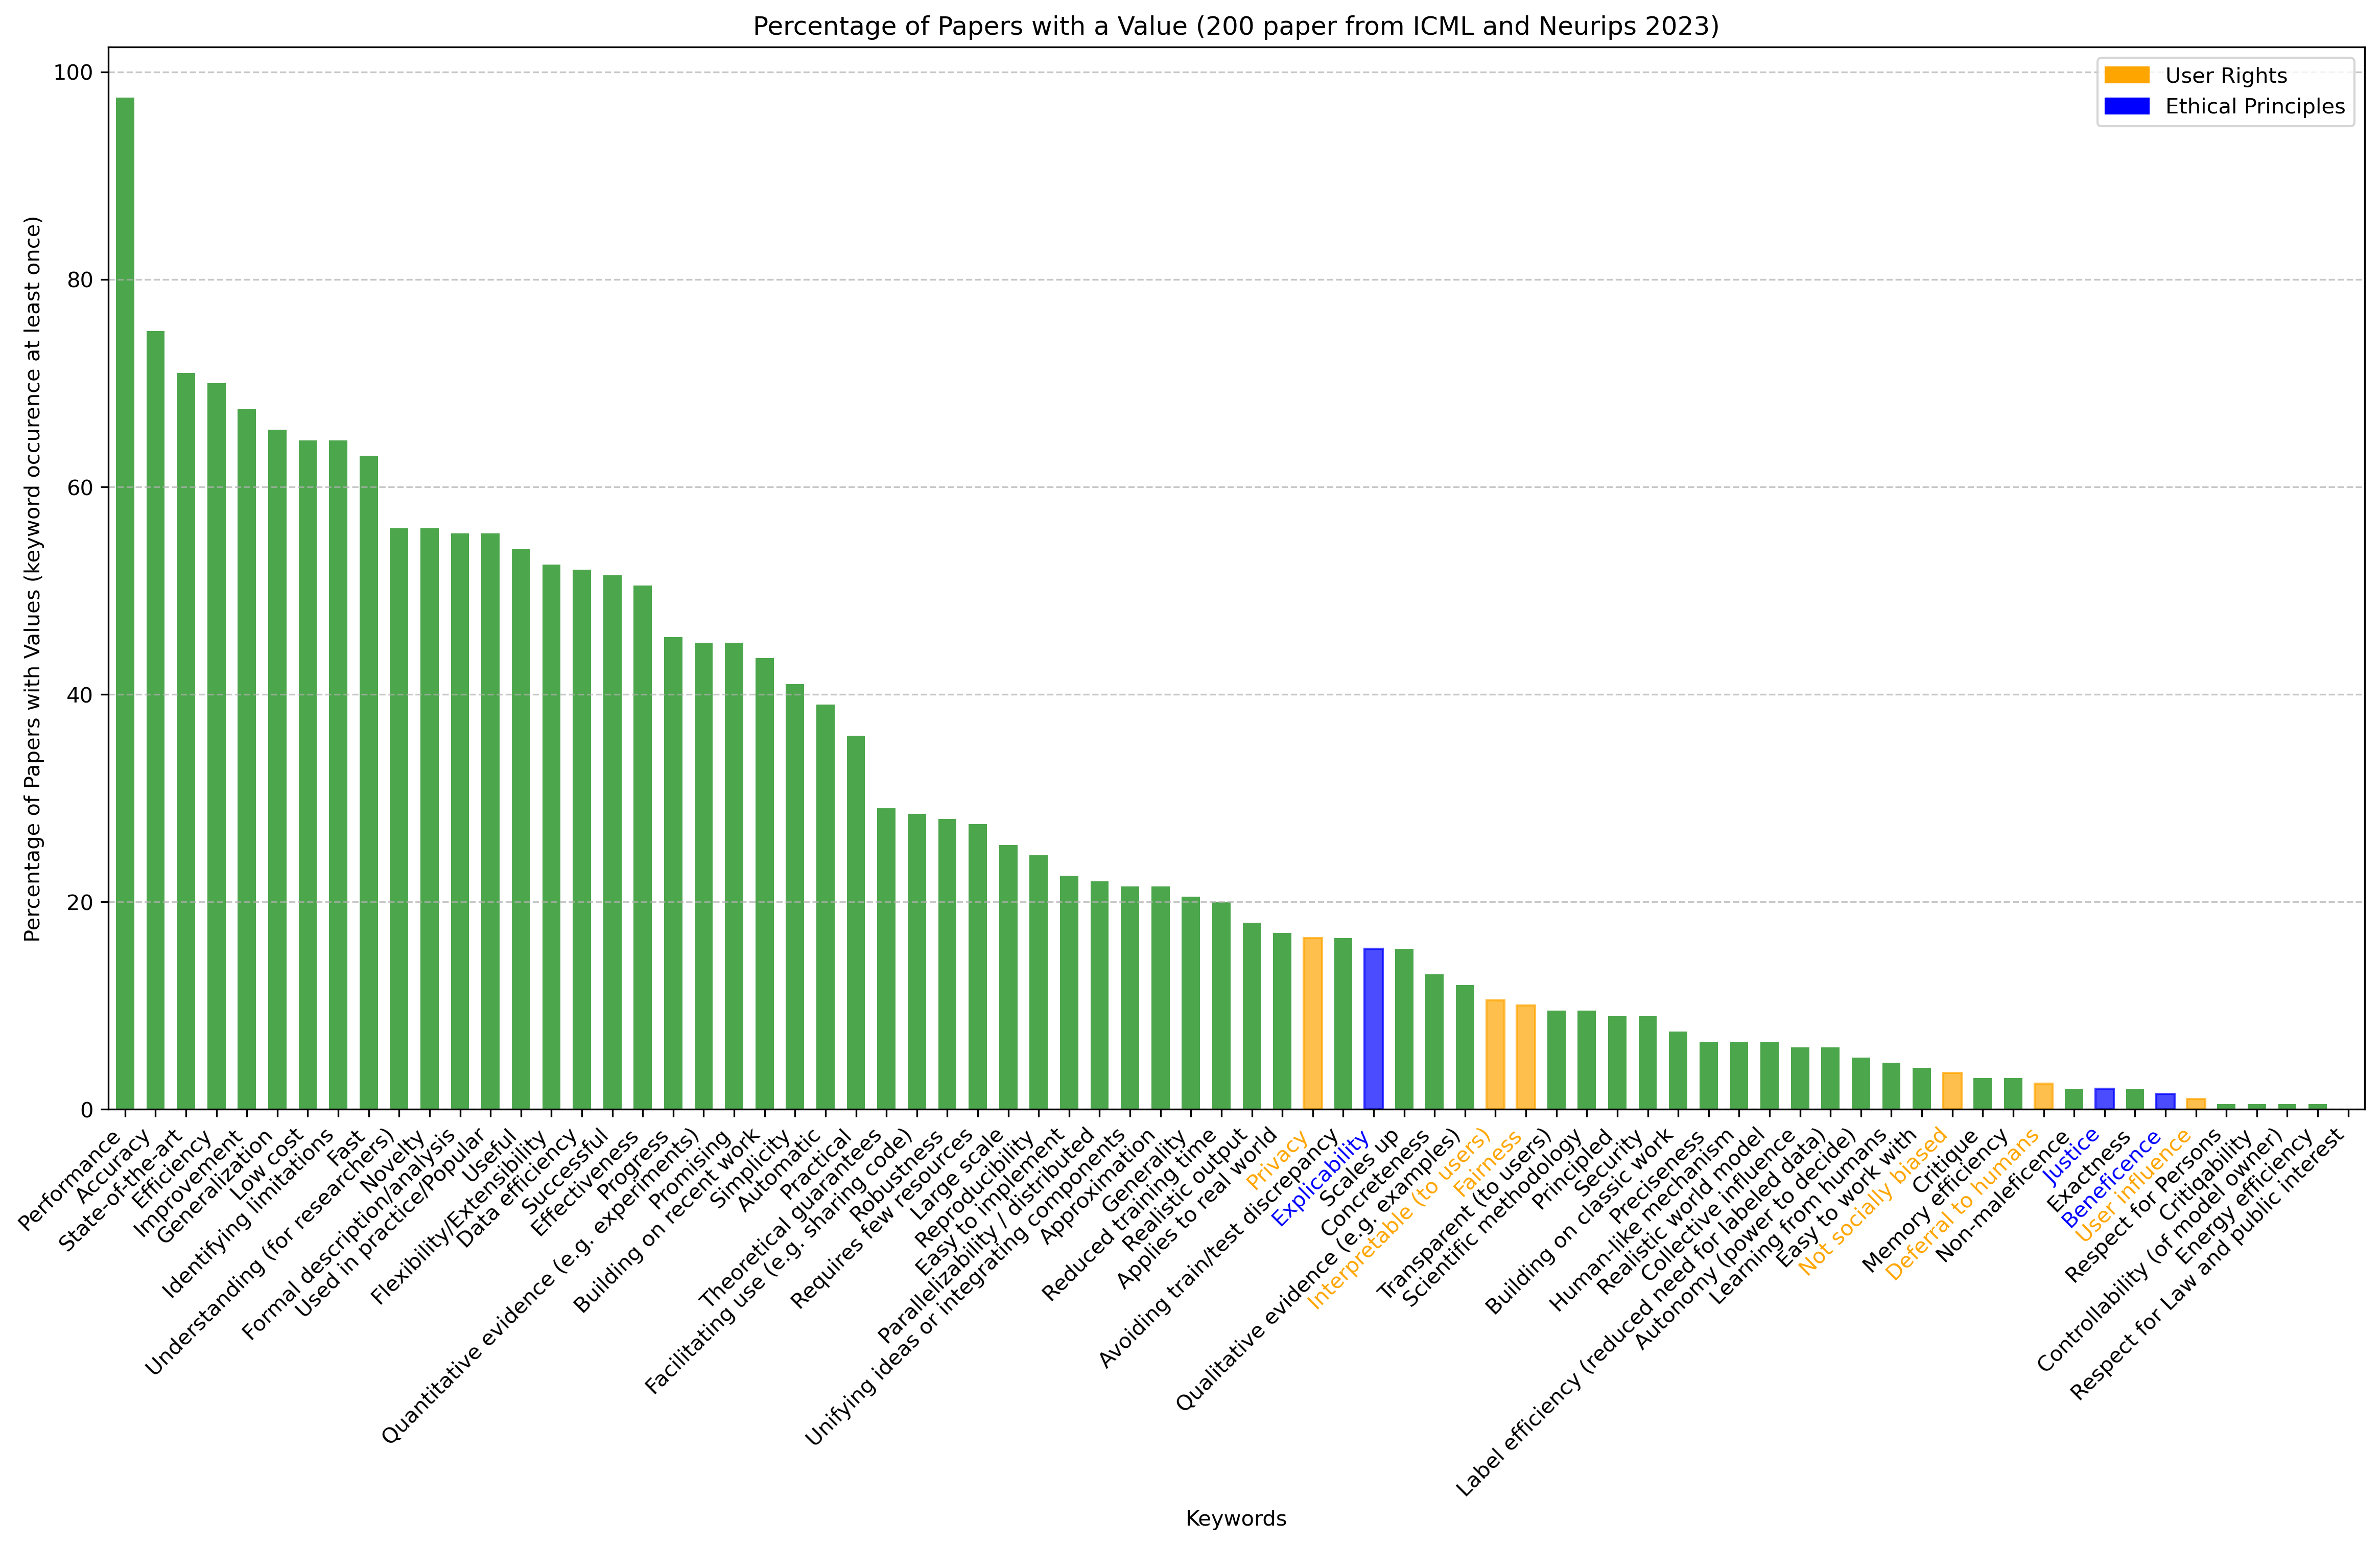 Percentage of Papers with a Value (200 paper from ICML and Neurips 2023)
Percentage of Papers with Values (keyword occurence at least once)
100
80
60
40
20
0
User Rights
Ethical Principles
Performance
Accuracy
State-of-the-art
Efficiency
Improvement
Generalization
Low cost
Identifying limitations
Fast
Understanding (for researchers)
Novelty
Formal description/analysis
Used in practice/Popular
Useful
Flexibility/Extensibility
Data efficiency
Successful
Effectiveness
Progress
Quantitative evidence (e.g. experiments)
Promising
Building on recent work
Simplicity
Automatic
Practical
Theoretical guarantees
Facilitating use (e.g. sharing code)
Robustness
Requires few resources
Large scale
Reproducibility
Easy to implement
Parallelizability / distributed
Unifying ideas or integrating components
Approximation
Generality
Reduced training time
Realistic output
Applies to real world
Privacy
Avoiding train/test discrepancy
Explicability
Scales up
Concreteness
Qualitative evidence (e.g. examples)
Interpretable (to users)
Fairness
Transparent (to users)
Scientific methodology
Principled
Security
Building on classic work
Preciseness
Human-like mechanism
Realistic world model
Collective influence
Label efficiency (reduced need for labeled data)
Autonomy (power to decide)
Learning from humans
Easy to work with
Not socially biased
Critique
Memory efficiency
Deferral to humans
Non-maleficence
Justice
Exactness
Beneficence
User influence
Respect for Persons
Critiqability
Controllability (of model owner)
Energy efficiency
Respect for Law and public interest
Keywords